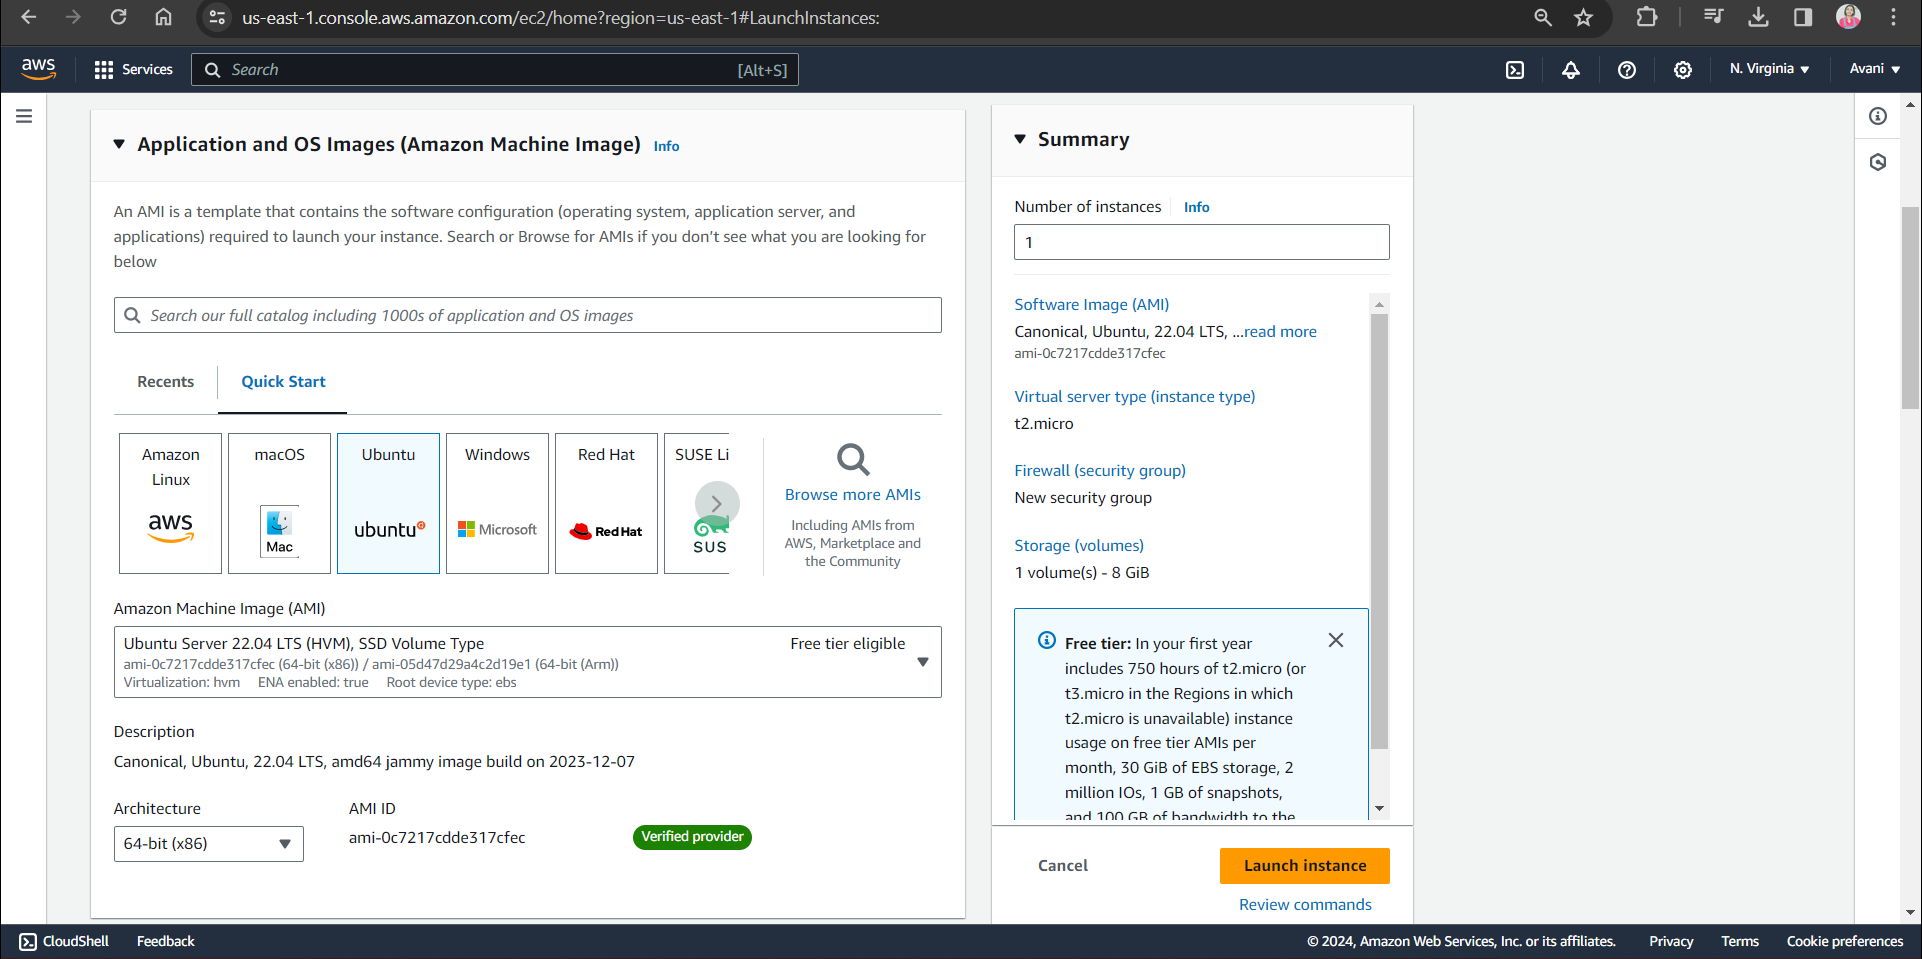 us-east-1.console.aws.amazon.com/ec2/home?region=us-east-1#LaunchInstances:
aws
Services
Search
[Alt+S]
N. Virginia
Avani
Application and OS Images (Amazon Machine Image) Info
An AMI is a template that contains the software configuration (operating system, application server, and
applications) required to launch your instance. Search or Browse for AMIs if you don't see what you are looking for
below
Search our full catalog including 1000s of application and OS images
Recents
Quick Start
Amazon
Linux
aws
macOS
Mac
Ubuntu
ubuntu
Windows
Microsoft
Red Hat
Red Hat
SUSE Li
SUS
Browse more AMIs
Including AMIs from
AWS, Marketplace and
the Community
Amazon Machine Image (AMI)
Ubuntu Server 22.04 LTS (HVM), SSD Volume Type
Free tier eligible
ami-0c7217cdde317cfec (64-bit (x86)) / ami-05d47d29a4c2d19e1 (64-bit (Arm))
Virtualization: hvm ENA enabled: true Root device type: ebs
Description
Canonical, Ubuntu, 22.04 LTS, amd64 jammy image build on 2023-12-07
Architecture
AMI ID
64-bit (x86)
ami-0c7217cdde317cfec
Verified provider
Summary
Number of instances Info
1
Software Image (AMI)
Canonical, Ubuntu, 22.04 LTS, ...read more
ami-0c7217cdde317cfec
Virtual server type (instance type)
t2.micro
Firewall (security group)
New security group
Storage (volumes)
1 volume(s) - 8 GiB
Free tier: In your first year
includes 750 hours of t2.micro (or
t3.micro in the Regions in which
t2.micro is unavailable) instance
usage on free tier AMIs per
month, 30 GiB of EBS storage, 2
million IOs, 1 GB of snapshots,
and 100 GB of bandwidth to the
Cancel
Launch instance
Review commands
CloudShell
Feedback
© 2024, Amazon Web Services, Inc. or its affiliates.
Privacy
Terms
Cookie preferences